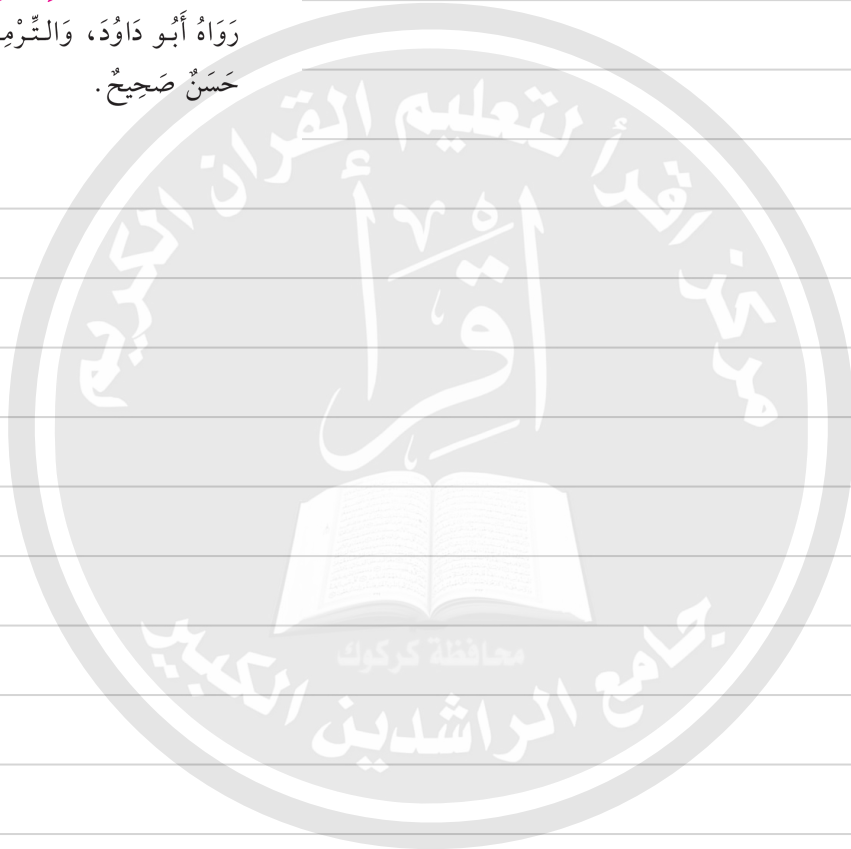 رَوَاهُ أَبُو دَاوُدَ، وَالتِّرْمِ
حَسَنٌ صَحِيحٌ.
مركز اقرأ لتعليم القرآن الكريم
اقْرَأْ
محافظة كركوك
جامع الراشدين الكبير